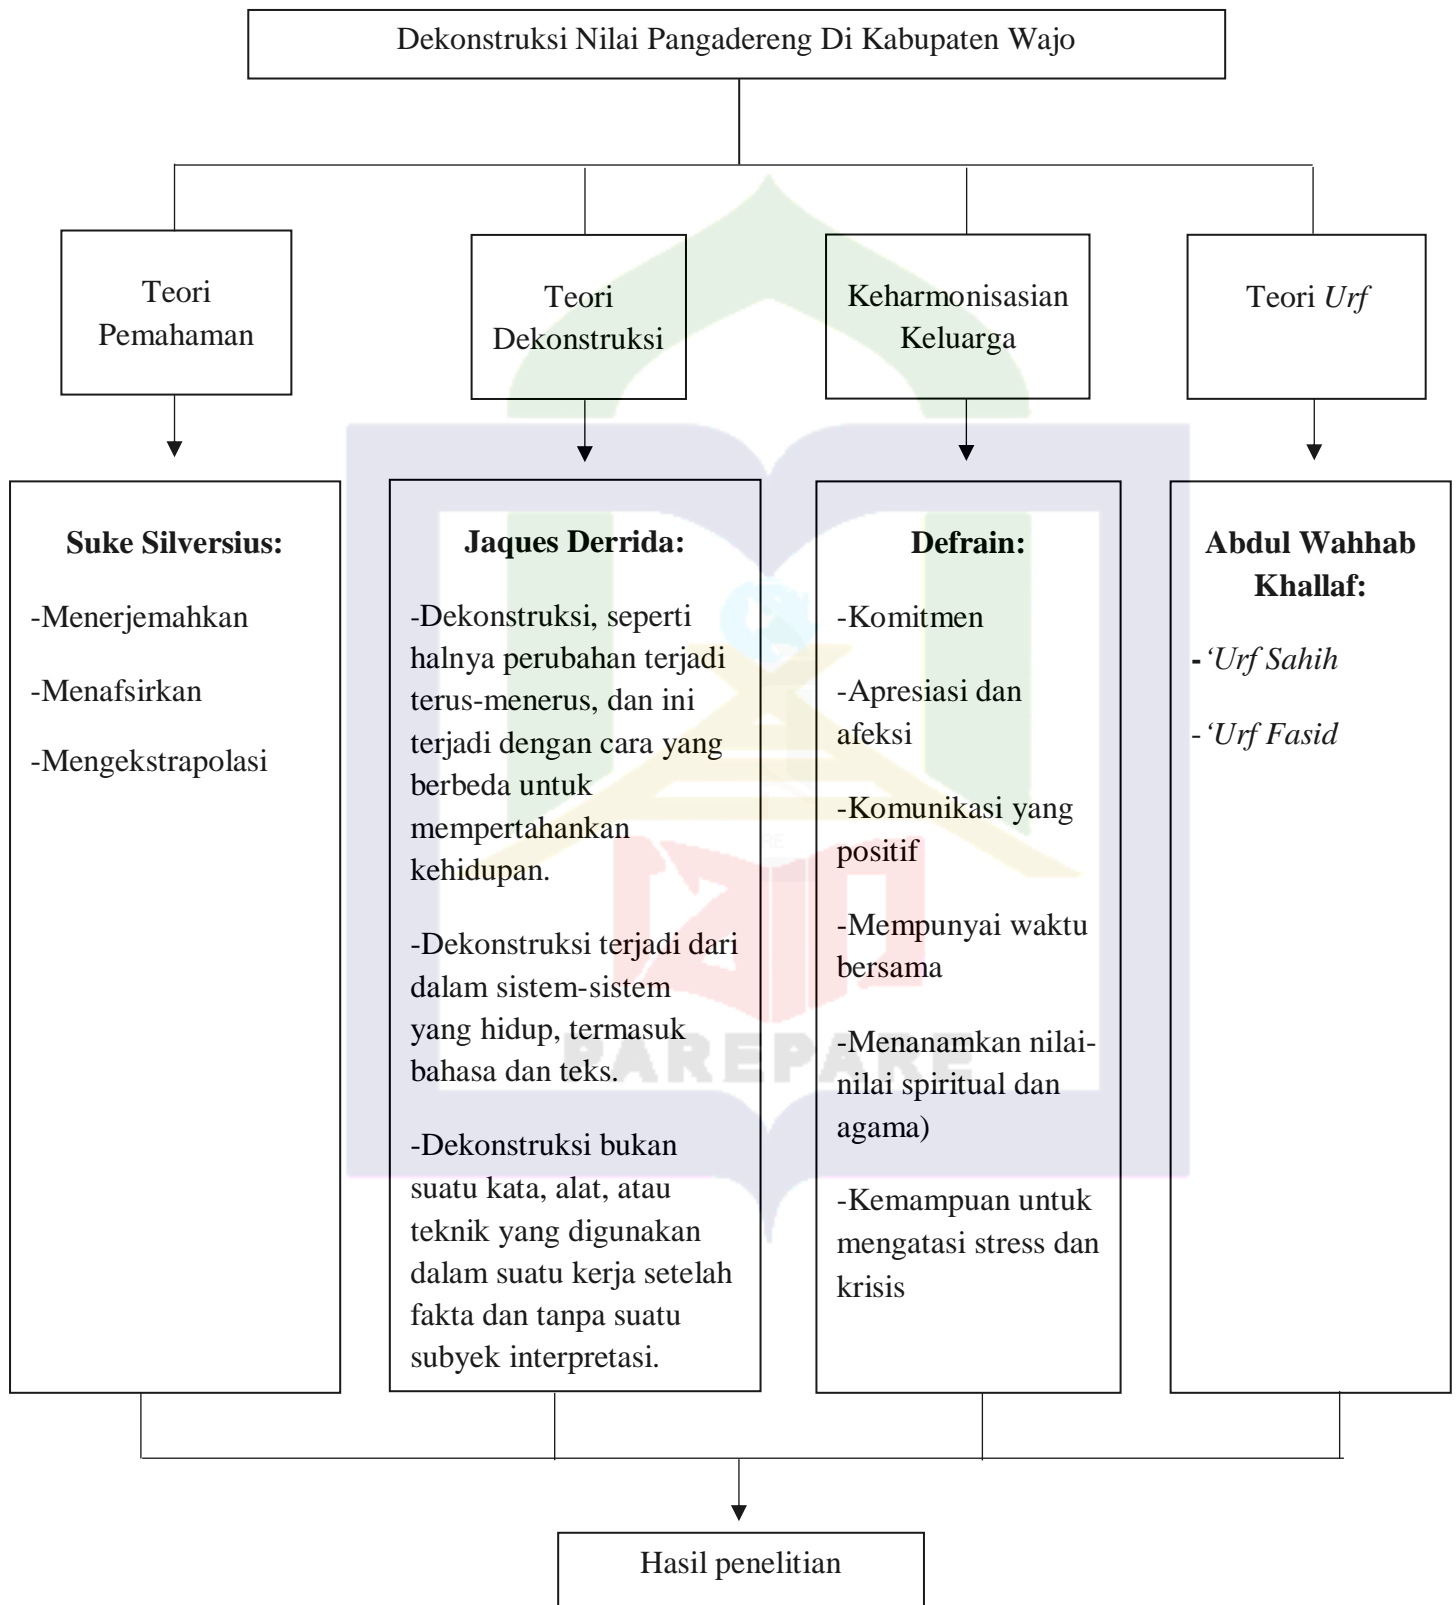 Dekonstruksi Nilai Pangadereng Di Kabupaten Wajo
Teori
Pemahaman
Teori
Dekonstruksi
Keharmonisasian
Keluarga
Teori Urf
Suke Silversius:
-Menerjemahkan
-Menafsirkan
-Mengekstrapolasi
Jaques Derrida:
-Dekonstruksi, seperti
halnya perubahan terjadi
terus-menerus, dan ini
terjadi dengan cara yang
berbeda untuk
mempertahankan
kehidupan.
-Dekonstruksi terjadi dari
dalam sistem-sistem
yang hidup, termasuk
bahasa dan teks.
-Dekonstruksi bukan
suatu kata, alat, atau
teknik yang digunakan
dalam suatu kerja setelah
fakta dan tanpa suatu
subyek interpretasi.
Defrain:
-Komitmen
-Apresiasi dan
afeksi
-Komunikasi yang
positif
-Mempunyai waktu
bersama
-Menanamkan nilai-
nilai spiritual dan
agama)
-Kemampuan untuk
mengatasi stress dan
krisis
Abdul Wahhab
Khallaf:
-‘Urf Sahih
-‘Urf Fasid
PAREPARE
Hasil penelitian